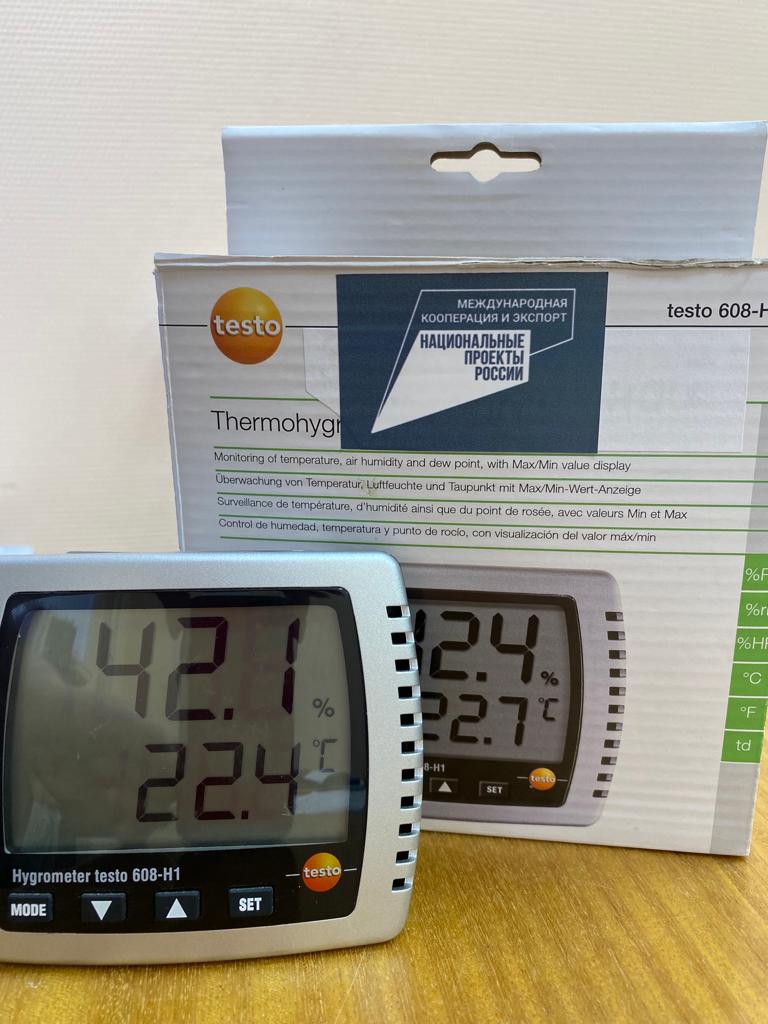 testo
МЕЖДУНАРОДНАЯ
КООПЕРАЦИЯ И ЭКСПОРТ
НАЦИОНАЛЬНЫЕ
ПРОЕКТЫ
РОССИИ
testo 608-H
Thermohygr
Monitoring of temperature, air humidity and dew point, with Max/Min value display
Überwachung von Temperatur, Luftfeuchte und Taupunkt mit Max/Min-Wert-Anzeige
Surveillance de température, d'humidité ainsi que du point de rosée, avec valeurs Min et Max
Control de humedad, temperatura y punto de rocío, con visualización del valor máx/min
%
%r
%H
°C
°F
td
2.4 %
22.7 °C
8-H1
testo
SET
42.1 %
22.4 °C
Hygrometer testo 608-H1
testo
MODE
SET